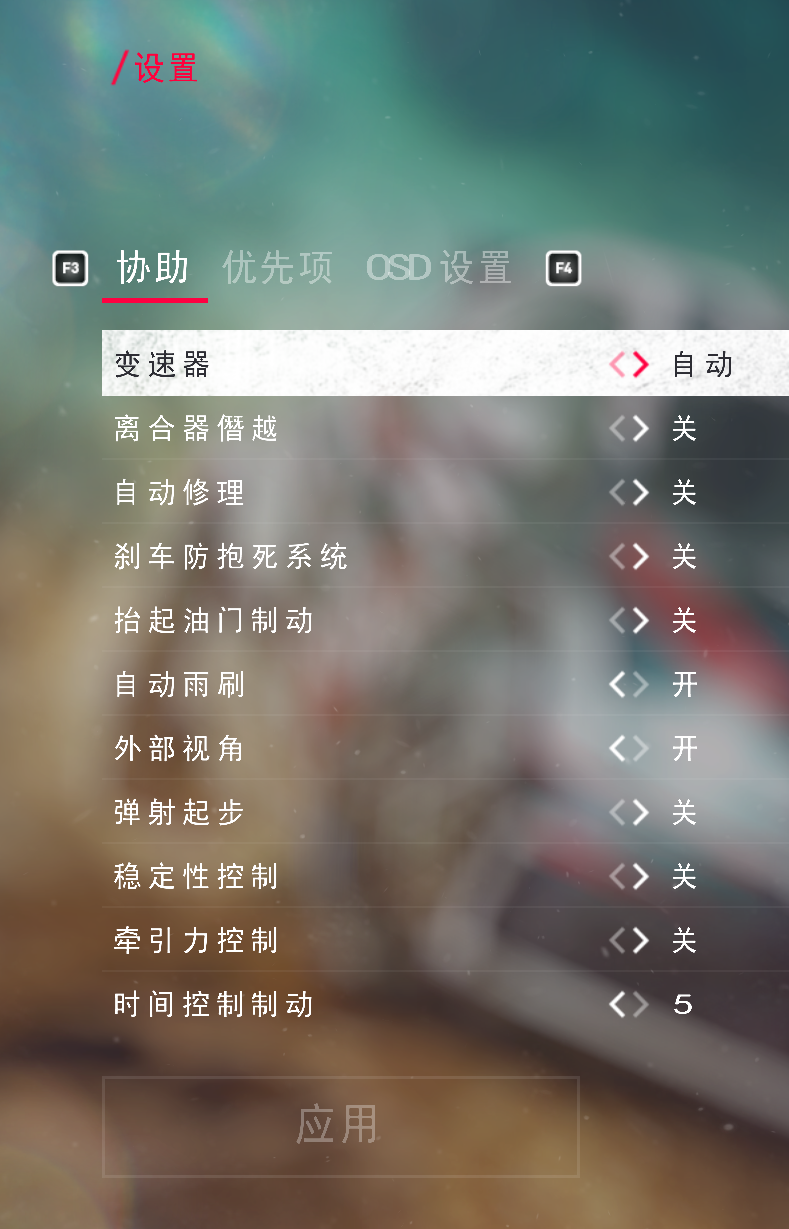 /设置
F3 协助 优先项 OSD 设置 F4
变速器 自动
离合器僭越 关
自动修理 关
刹车防抱死系统 关
抬起油门制动 关
自动雨刷 开
外部视角 开
弹射起步 关
稳定性控制 关
牵引力控制 关
时间控制制动 5
应用